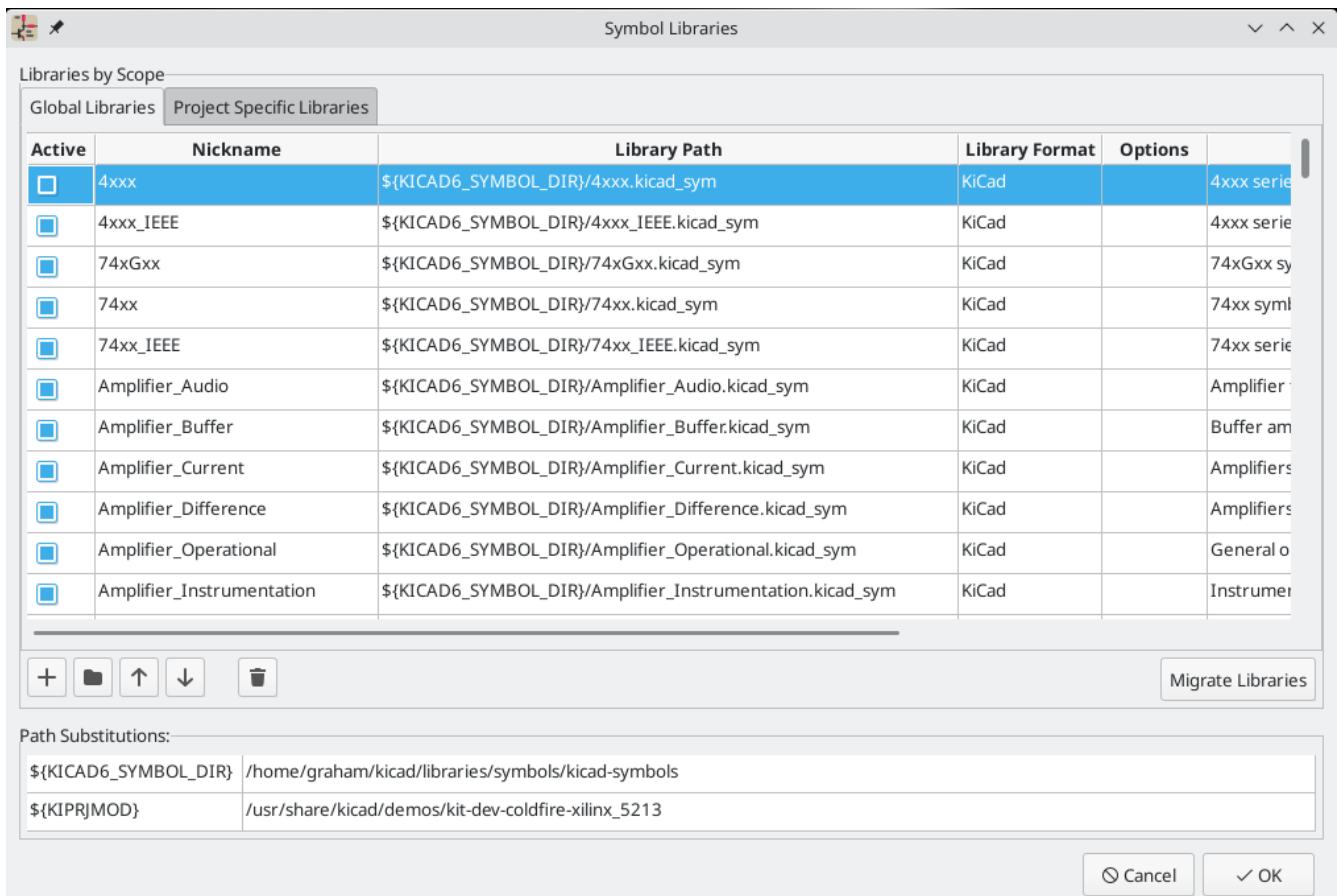 Symbol Libraries
Libraries by Scope
Global Libraries Project Specific Libraries
Active Nickname Library Path Library Format Options
4xxx ${KICAD6_SYMBOL_DIR}/4xxx.kicad_sym KiCad 4xxx serie
4xxx_IEEE ${KICAD6_SYMBOL_DIR}/4xxx_IEEE.kicad_sym KiCad 4xxx serie
74xGxx ${KICAD6_SYMBOL_DIR}/74xGxx.kicad_sym KiCad 74xGxx sy
74xx ${KICAD6_SYMBOL_DIR}/74xx.kicad_sym KiCad 74xx symb
74xx_IEEE ${KICAD6_SYMBOL_DIR}/74xx_IEEE.kicad_sym KiCad 74xx serie
Amplifier_Audio ${KICAD6_SYMBOL_DIR}/Amplifier_Audio.kicad_sym KiCad Amplifier
Amplifier_Buffer ${KICAD6_SYMBOL_DIR}/Amplifier_Buffer.kicad_sym KiCad Buffer am
Amplifier_Current ${KICAD6_SYMBOL_DIR}/Amplifier_Current.kicad_sym KiCad Amplifiers
Amplifier_Difference ${KICAD6_SYMBOL_DIR}/Amplifier_Difference.kicad_sym KiCad Amplifiers
Amplifier_Operational ${KICAD6_SYMBOL_DIR}/Amplifier_Operational.kicad_sym KiCad General o
Amplifier_Instrumentation ${KICAD6_SYMBOL_DIR}/Amplifier_Instrumentation.kicad_sym KiCad Instrumer
Migrate Libraries
Path Substitutions:
${KICAD6_SYMBOL_DIR} /home/graham/kicad/libraries/symbols/kicad-symbols
${KIPRJMOD} /usr/share/kicad/demos/kit-dev-coldfire-xilinx_5213
Cancel OK